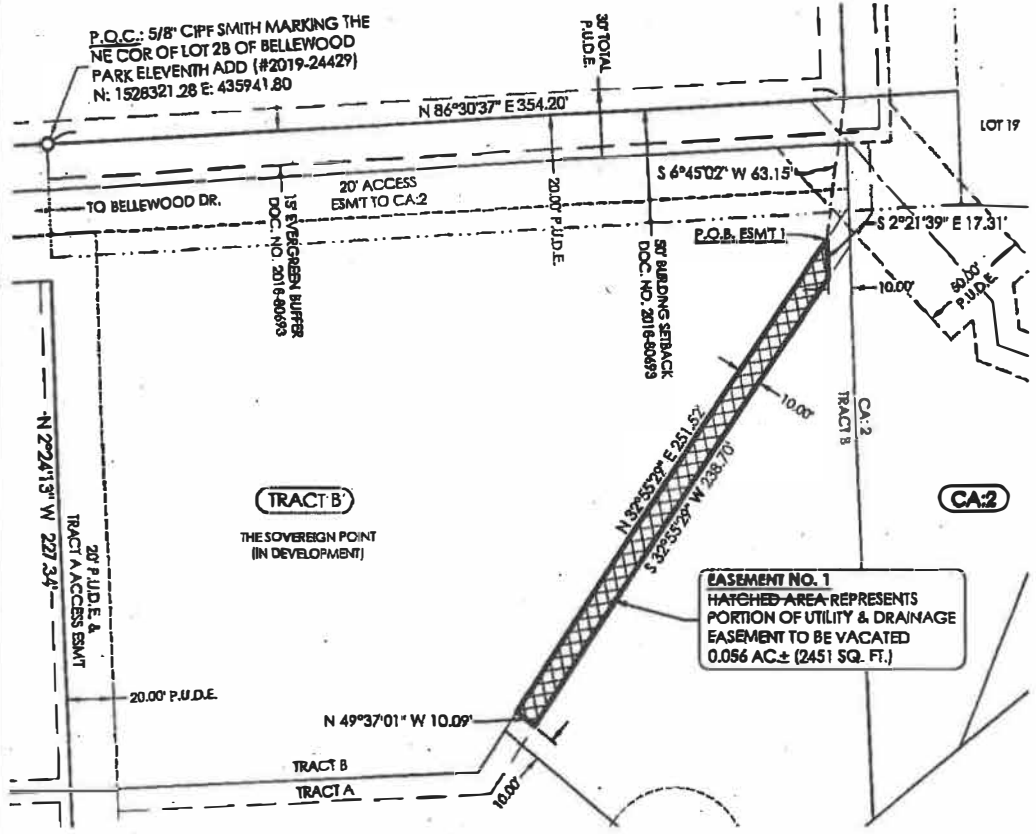 P.O.C.: 5/8" CIPF SMITH MARKING THE
NE COR OF LOT 2B OF BELLEWOOD
PARK ELEVENTH ADD (#2019-24429)
N: 1528321.28 E: 435941.80
30' TOTAL
P.U.D.E.
N 86°30'37" E 354.20'
LOT 19
S 6°45'02" W 63.15'
20' ACCESS
ESM'T TO CA:2
TO BELLEWOOD DR.
15' EVERGREEN BUFFER
DOC. NO. 2016-80693
20.00' P.U.D.E.
50' BUILDING SETBACK
DOC. NO. 2016-80693
P.O.B. ESMT 1
S 2°21'39" E 17.31'
10.00'
50.00'
P.U.D.E.
10.00'
CA:2
TRACT B
N 32°55'29" E 251.52'
S 32°55'29" W 238.70'
N 2°24'13" W 227.34'
TRACT B
THE SOVEREIGN POINT
(IN DEVELOPMENT)
CA:2
20' P.U.D.E. &
TRACT A ACCESS ESMT
EASEMENT NO. 1
HATCHED AREA REPRESENTS
PORTION OF UTILITY & DRAINAGE
EASEMENT TO BE VACATED
0.056 AC.± (2451 SQ. FT.)
20.00' P.U.D.E.
N 49°37'01" W 10.09'
TRACT B
TRACT A
10.00'